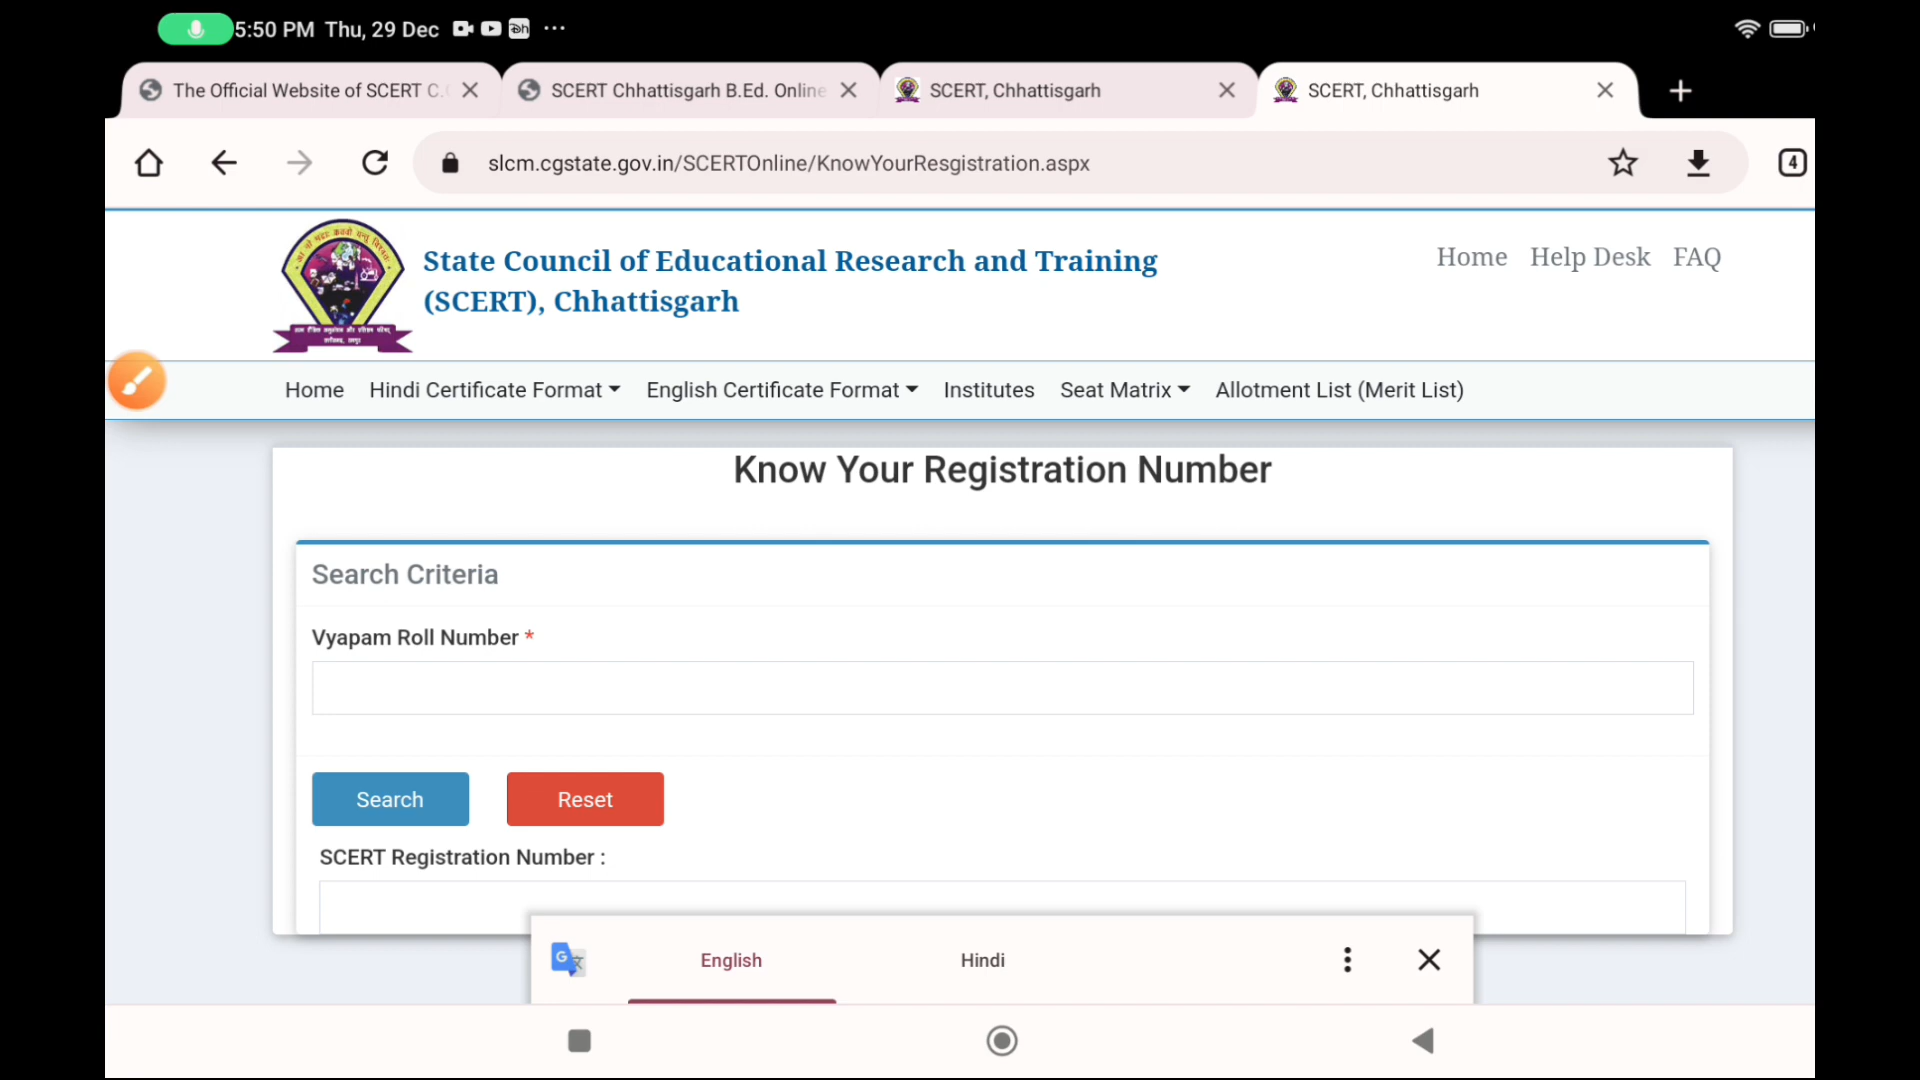 5:50 PM Thu, 29 Dec
The Official Website of SCERT C.
SCERT Chhattisgarh B.Ed. Online
SCERT, Chhattisgarh
SCERT, Chhattisgarh
slcm.cgstate.gov.in/SCERTOnline/KnowYourResgistration.aspx
4
State Council of Educational Research and Training
(SCERT), Chhattisgarh
Home Help Desk FAQ
Home Hindi Certificate Format English Certificate Format Institutes Seat Matrix Allotment List (Merit List)
Know Your Registration Number
Search Criteria
Vyapam Roll Number *
Search Reset
SCERT Registration Number :
English Hindi